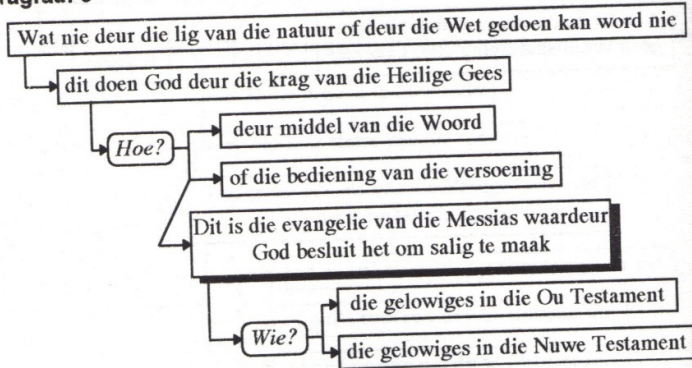 Wat nie deur die lig van die natuur of deur die Wet gedoen kan word nie
dit doen God deur die krag van die Heilige Gees
Hoe?
deur middel van die Woord
of die bediening van die versoening
Dit is die evangelie van die Messias waardeur
God besluit het om salig te maak
Wie?
die gelowiges in die Ou Testament
die gelowiges in die Nuwe Testament